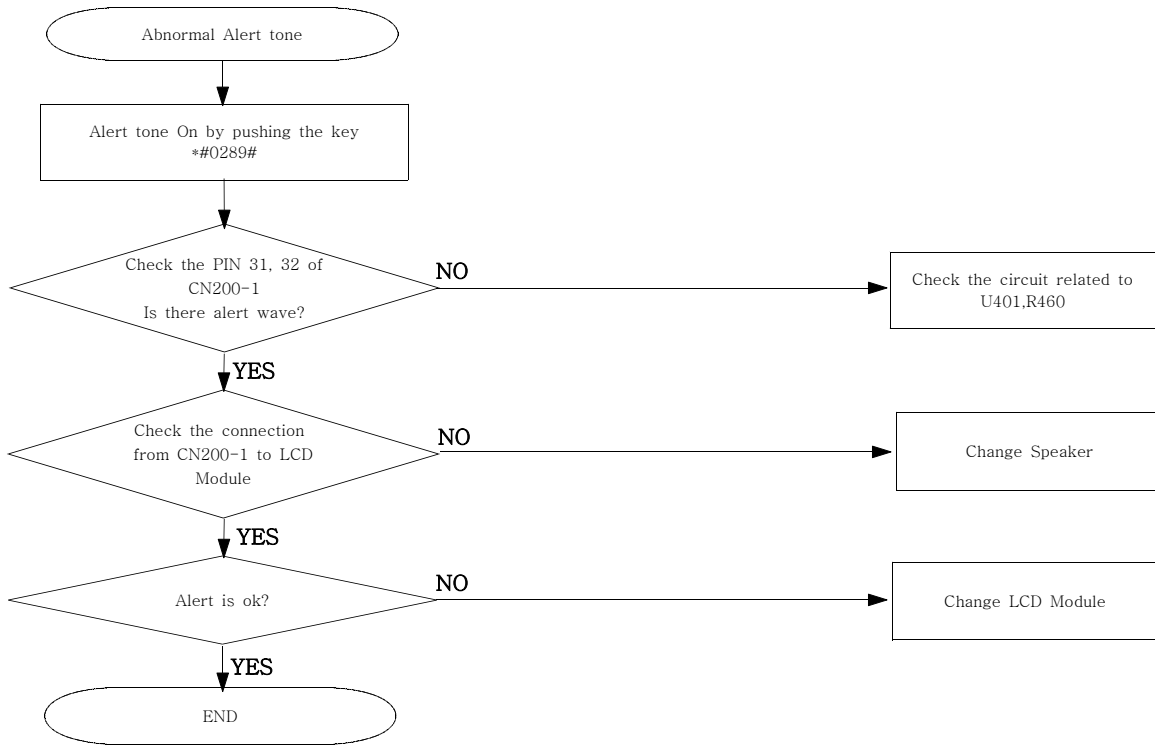 Abnormal Alert tone
Alert tone On by pushing the key
*#0289#
Check the PIN 31, 32 of
CN200-1
Is there alert wave?
NO
Check the circuit related to
U401,R460
YES
Check the connection
from CN200-1 to LCD
Module
NO
Change Speaker
YES
Alert is ok?
NO
Change LCD Module
YES
END